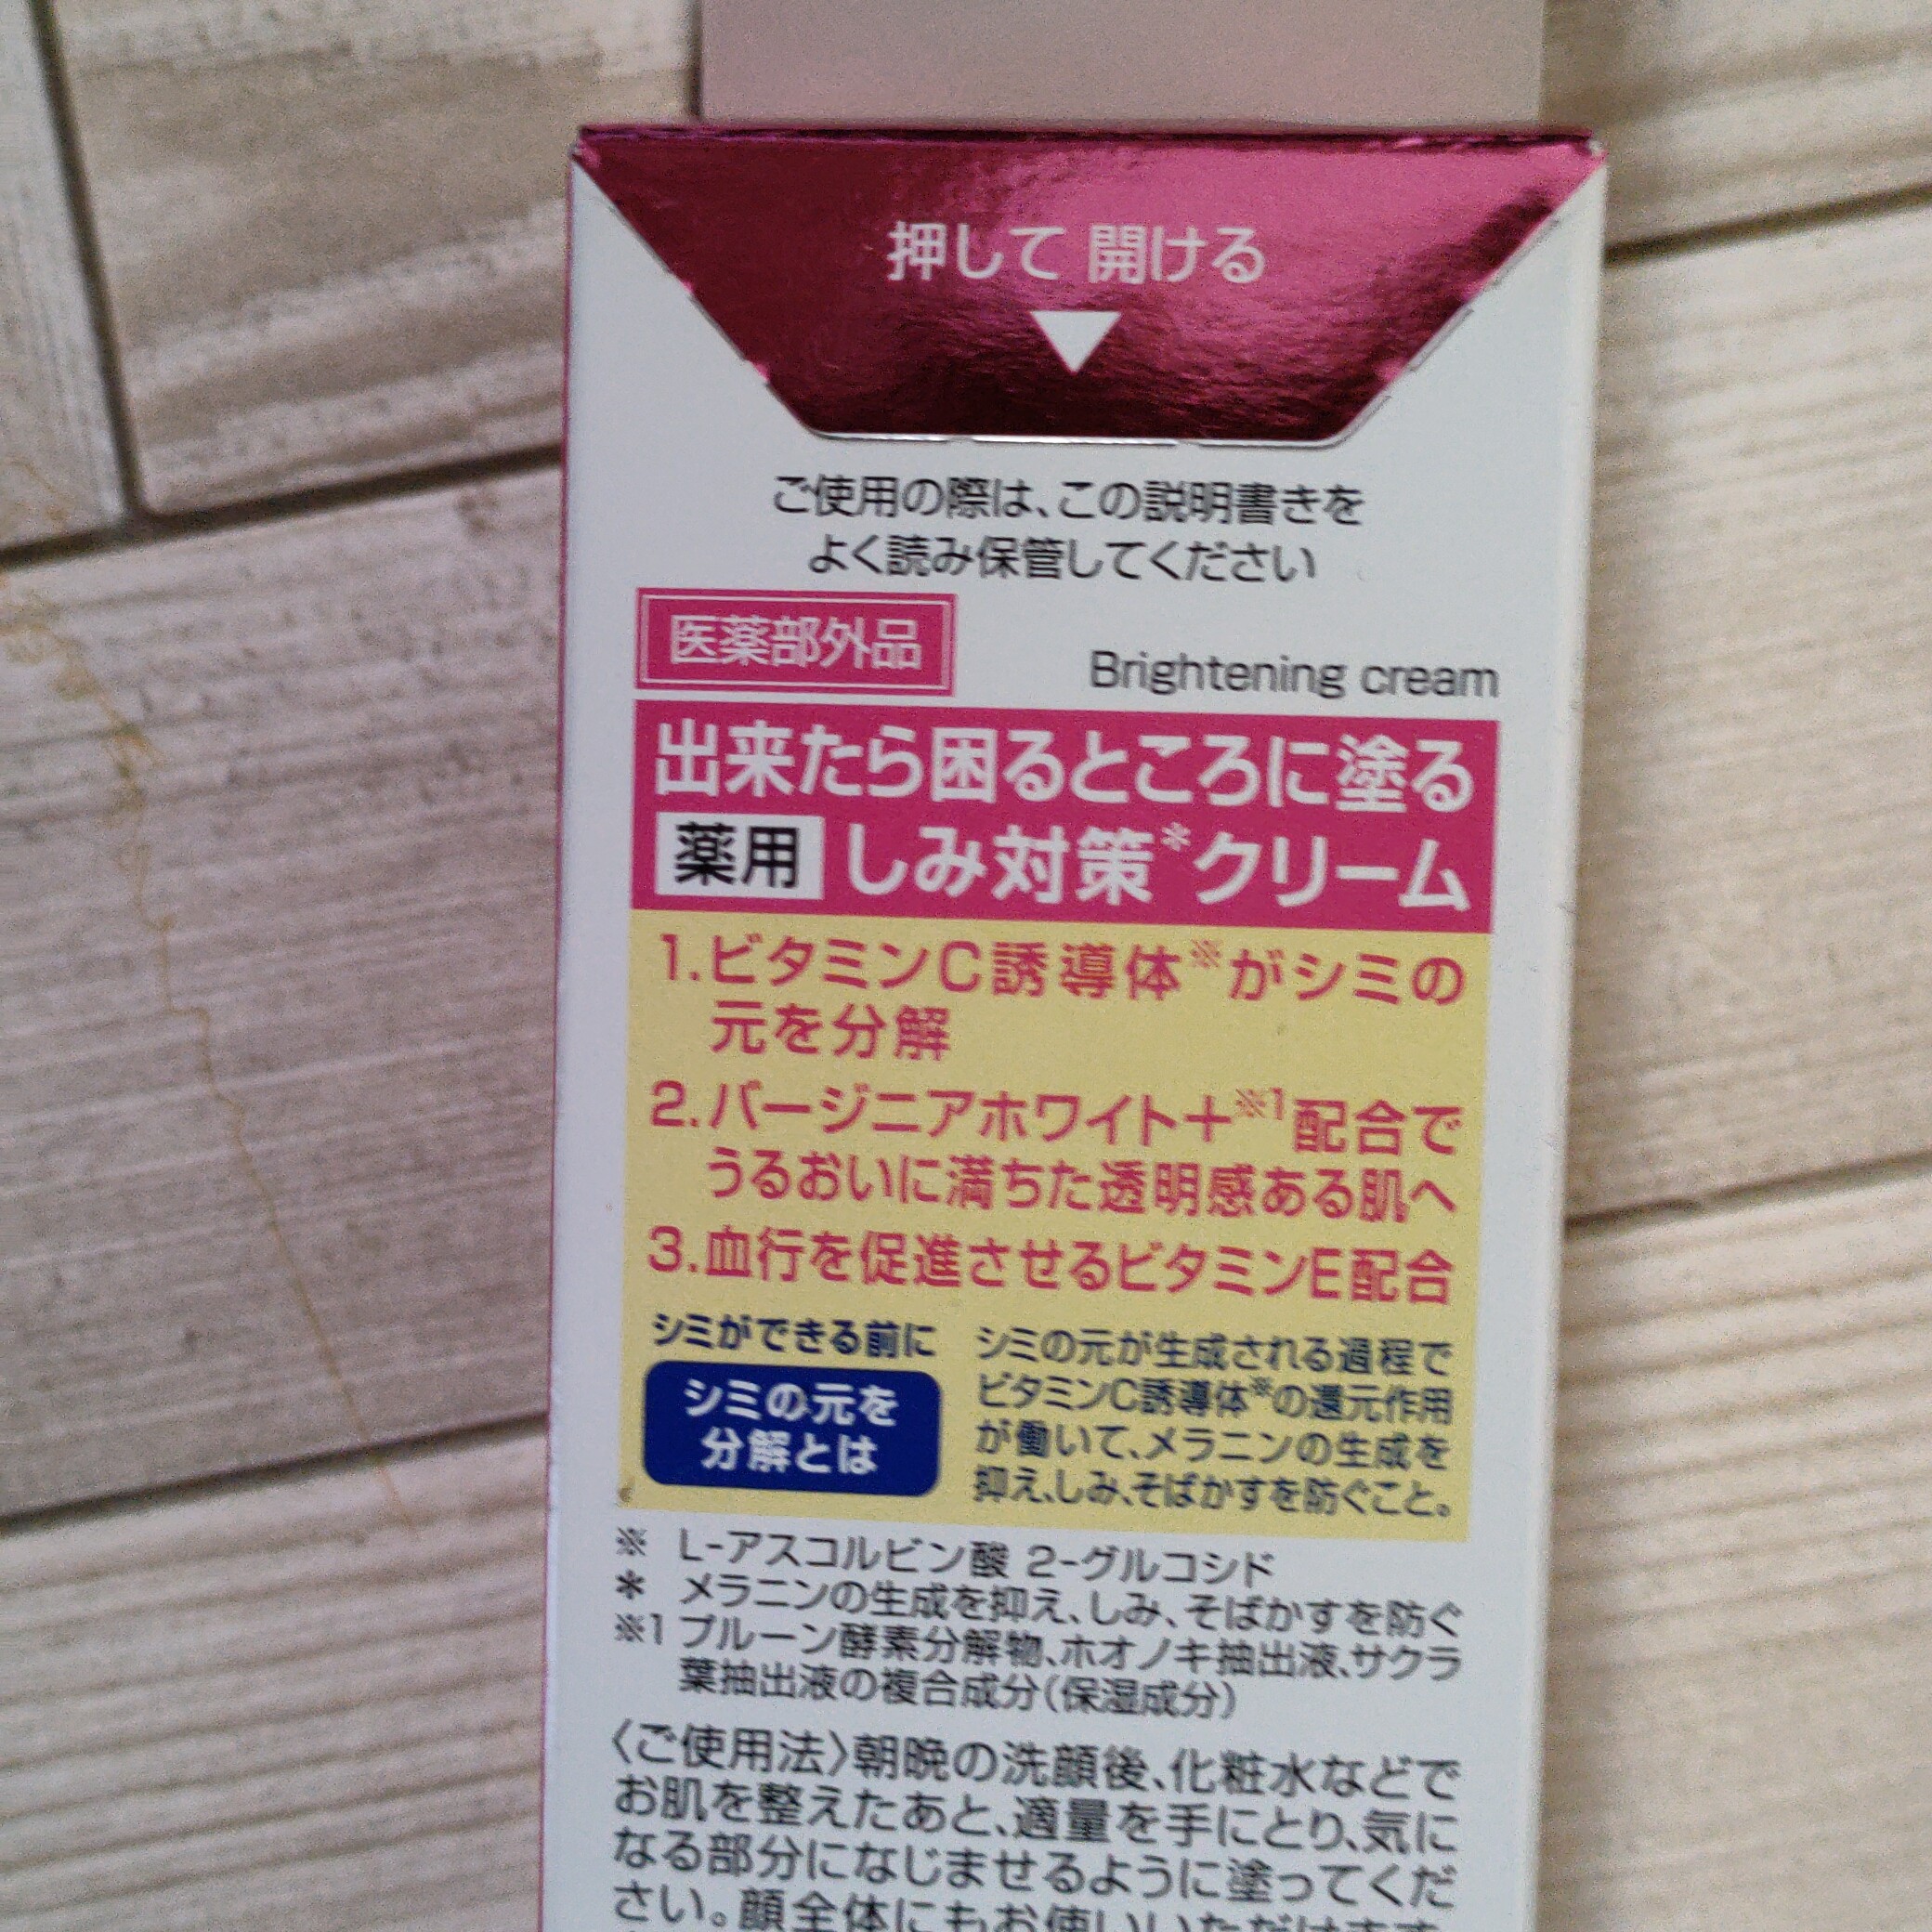 押して 開ける
ご使用の際は、この説明書きを
よく読み保管してください
医薬部外品
Brightening cream
出来たら困るところに塗る
薬用 しみ対策*クリーム
1.ビタミンC誘導体※がシミの
元を分解
2.バージニアホワイト＋※1配合で
うるおいに満ちた透明感ある肌へ
3.血行を促進させるビタミンE配合
シミができる前に
シミの元を
分解とは
シミの元が生成される過程で
ビタミンC誘導体※の還元作用
が働いて、メラニンの生成を
抑え、しみ、そばかすを防ぐこと。
※ L-アスコルビン酸 2-グルコシド
* メラニンの生成を抑え、しみ、そばかすを防ぐ
※1 プルーン酵素分解物、ホオノキ抽出液、サクラ
葉抽出液の複合成分(保湿成分)
〈ご使用法〉朝晩の洗顔後、化粧水などで
お肌を整えたあと、適量を手にとり、気に
なる部分になじませるように塗ってくだ
さい。顔全体にもお使いいただけます。